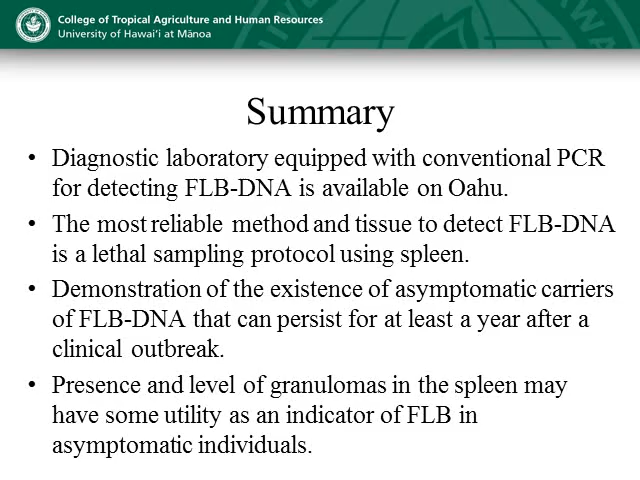 College of Tropical Agriculture and Human Resources
University of Hawai'i at Mānoa
Summary
• Diagnostic laboratory equipped with conventional PCR
for detecting FLB-DNA is available on Oahu.
• The most reliable method and tissue to detect FLB-DNA
is a lethal sampling protocol using spleen.
• Demonstration of the existence of asymptomatic carriers
of FLB-DNA that can persist for at least a year after a
clinical outbreak.
• Presence and level of granulomas in the spleen may
have some utility as an indicator of FLB in
asymptomatic individuals.